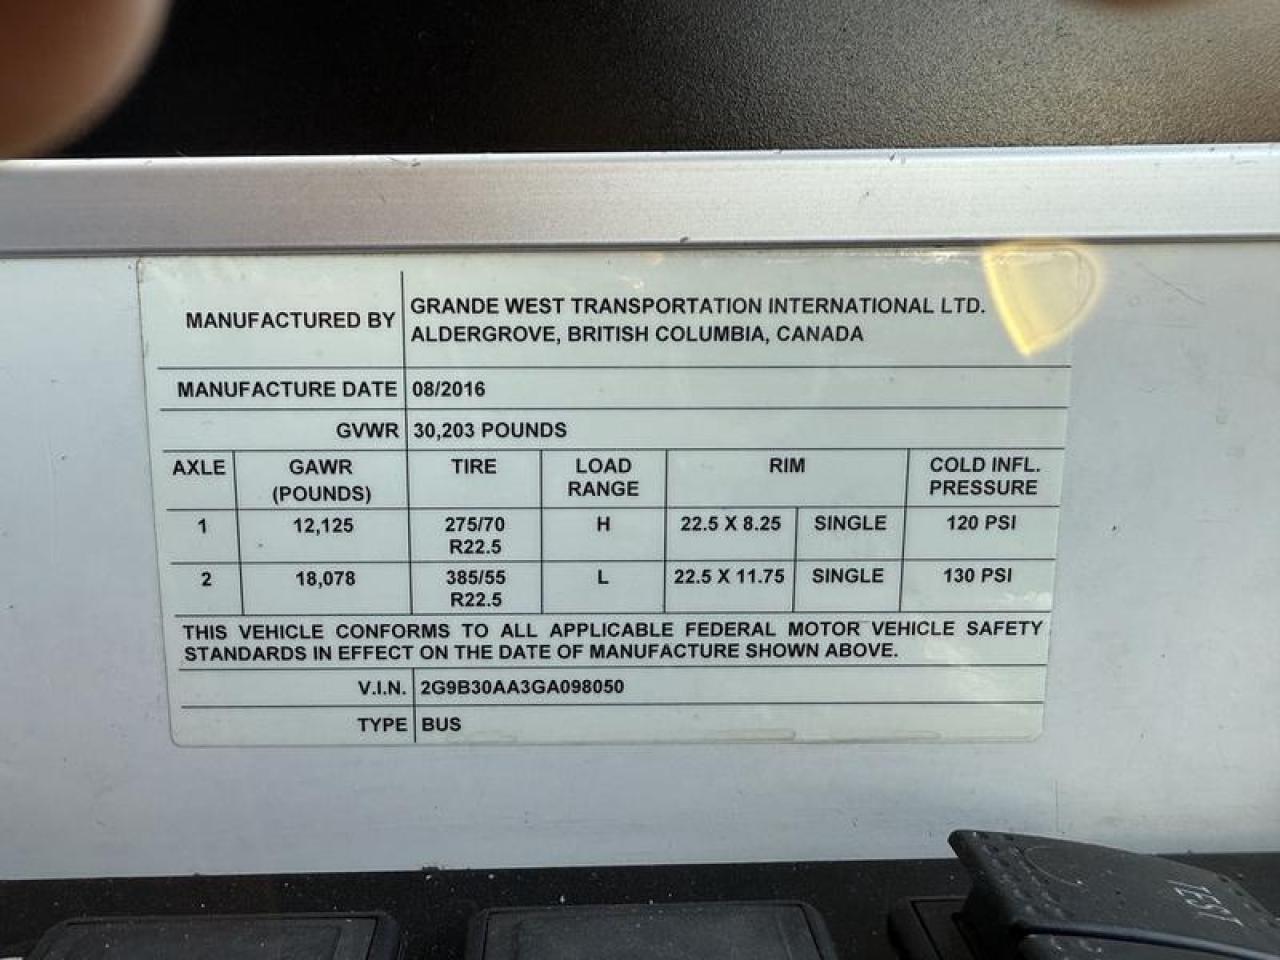 MANUFACTURED BY GRANDE WEST TRANSPORTATION INTERNATIONAL LTD.
ALDERGROVE, BRITISH COLUMBIA, CANADA
MANUFACTURE DATE 08/2016
GVWR 30,203 POUNDS
AXLE GAWR (POUNDS) TIRE LOAD RANGE RIM COLD INFL. PRESSURE
1 12,125 275/70 R22.5 H 22.5 X 8.25 SINGLE 120 PSI
2 18,078 385/55 R22.5 L 22.5 X 11.75 SINGLE 130 PSI
THIS VEHICLE CONFORMS TO ALL APPLICABLE FEDERAL MOTOR VEHICLE SAFETY
STANDARDS IN EFFECT ON THE DATE OF MANUFACTURE SHOWN ABOVE.
V.I.N. 2G9B30AA3GA098050
TYPE BUS
TEST